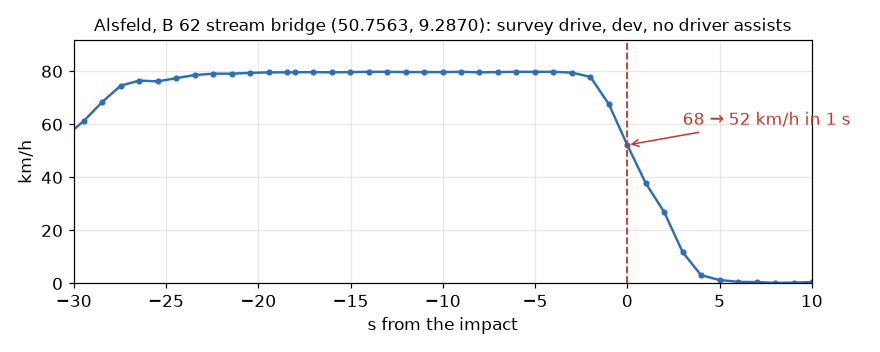 Alsfeld, B 62 stream bridge (50.7563, 9.2870): survey drive, dev, no driver assists
km/h
80
60
40
20
0
68 → 52 km/h in 1 s
−30 −25 −20 −15 −10 −5 0 5 10
s from the impact